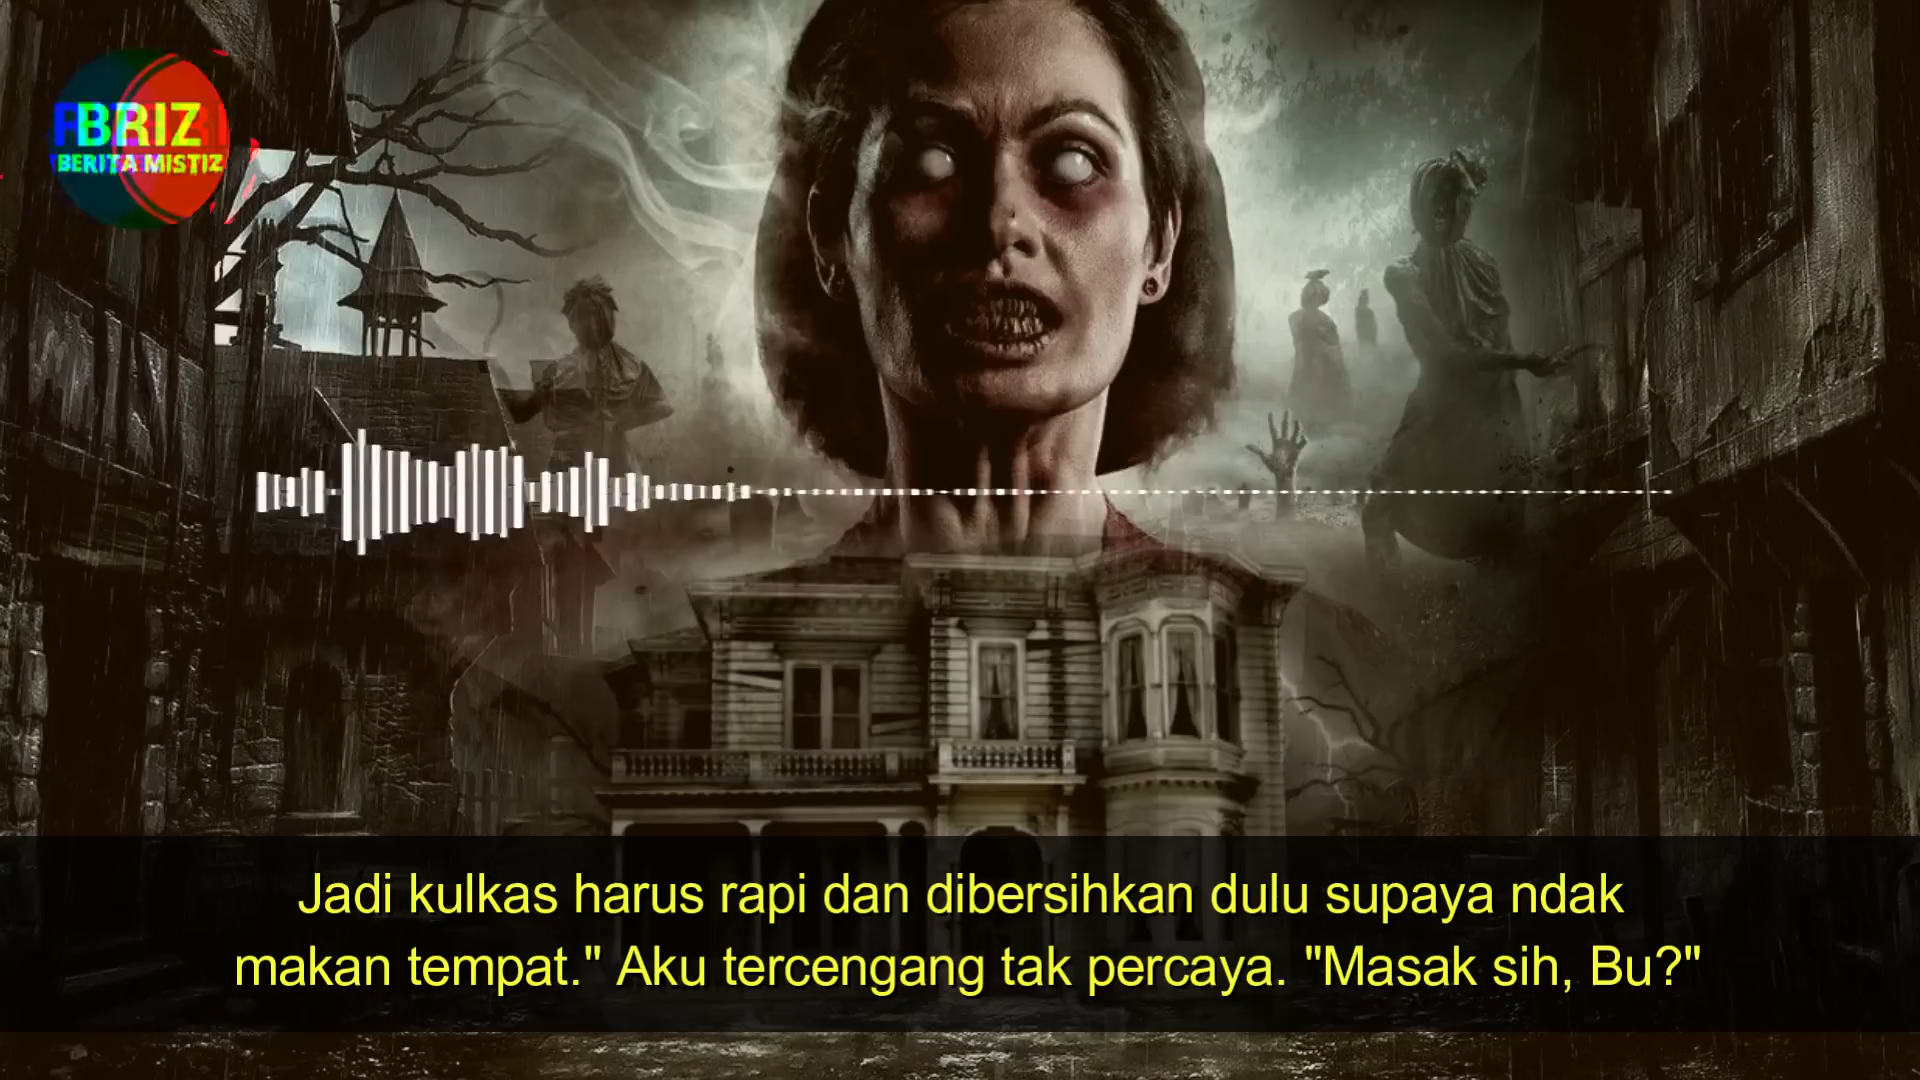 BRIZ
BERITA MISTIZ
Jadi kulkas harus rapi dan dibersihkan dulu supaya ndak
makan tempat." Aku tercengang tak percaya. "Masak sih, Bu?"